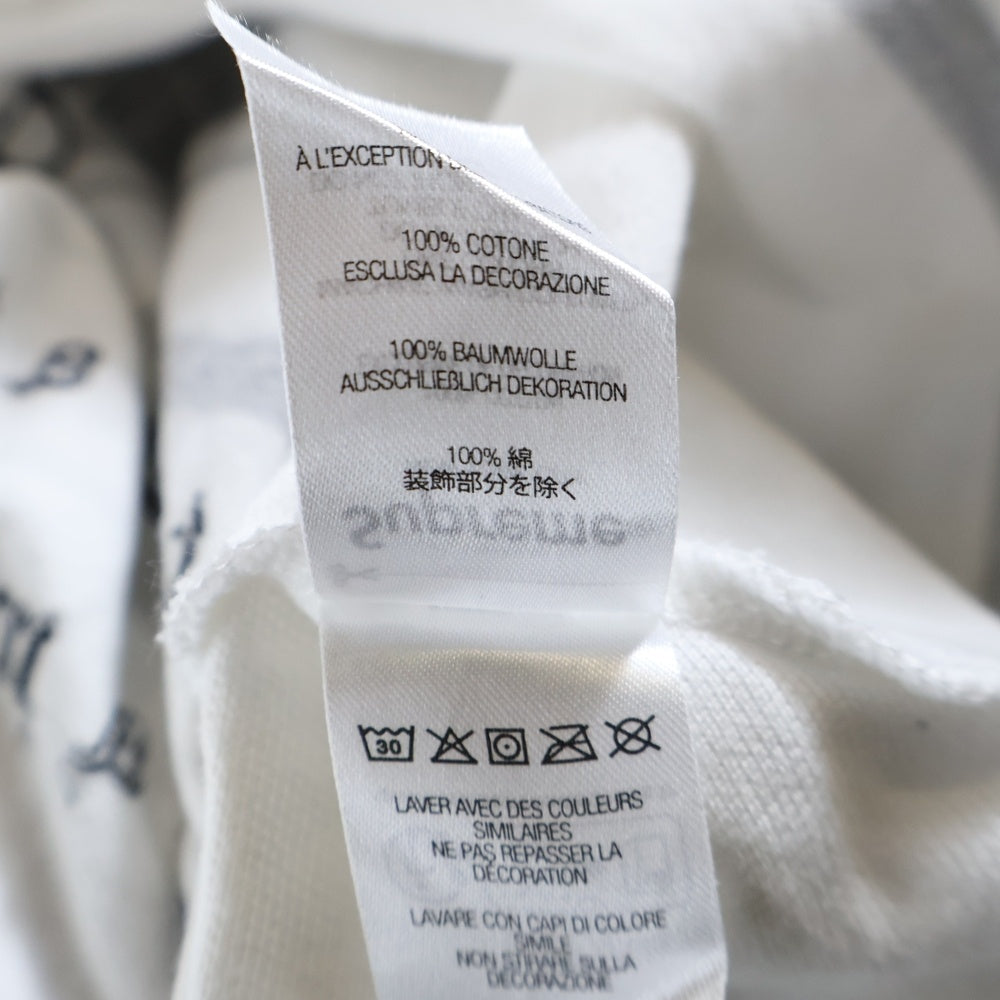 À L'EXCEPTION
100% COTONE
ESCLUSA LA DECORAZIONE
100% BAUMWOLLE
AUSSCHLIEßLICH DEKORATION
100% 綿
装飾部分を除く
Supreme
30
LAVER AVEC DES COULEURS
SIMILAIRES
NE PAS REPASSER LA
DÉCORATION
LAVARE CON CAPI DI COLORE
SIMILE
NON STIRARE SULLA
DECORAZIONE